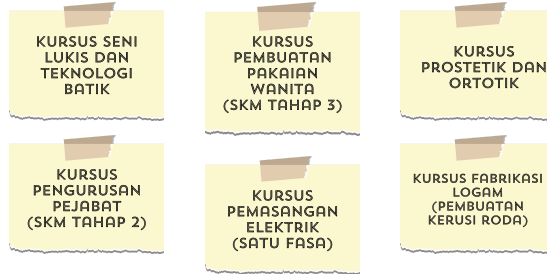 KURSUS SENI
LUKIS DAN
TEKNOLOGI
BATIK
KURSUS
PEMBUATAN
PAKAIAN
WANITA
(SKM TAHAP 3)
KURSUS
PROSTETIK DAN
ORTOTIK
KURSUS
PENGURUSAN
PEJABAT
(SKM TAHAP 2)
KURSUS
PEMASANGAN
ELEKTRIK
(SATU FASA)
KURSUS FABRIKASI
LOGAM
(PEMBUATAN
KERUSI RODA)